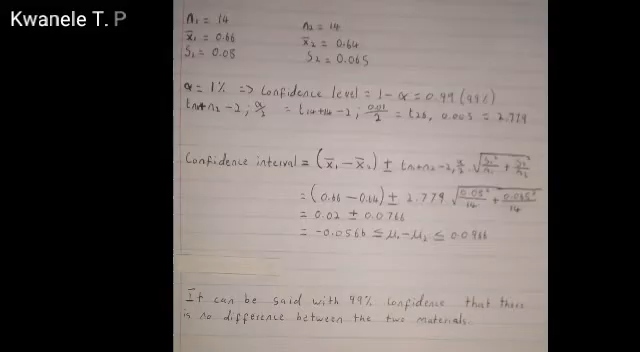 Kwanele T. P
n₁ = 14 n₂ = 14
x̄₁ = 0.66 x̄₂ = 0.64
S₁ = 0.05 S₂ = 0.065
α = 1% => Confidence level = 1 - α = 0.99 (99%)
tn₁+n₂-2; α/2 = t14+14-2; 0.01/2 = t26, 0.005 = 2.779
Confidence interval = (x̄₁ - x̄₂) ± tn₁+n₂-2, α/2 √(S₁²/n₁ + S₂²/n₂)
= (0.66 - 0.64) ± 2.779 √(0.05²/14 + 0.065²/14)
= 0.02 ± 0.0766
= -0.0566 ≤ μ₁-μ₂ ≤ 0.0966
It can be said with 99% confidence that there
is no difference between the two materials.